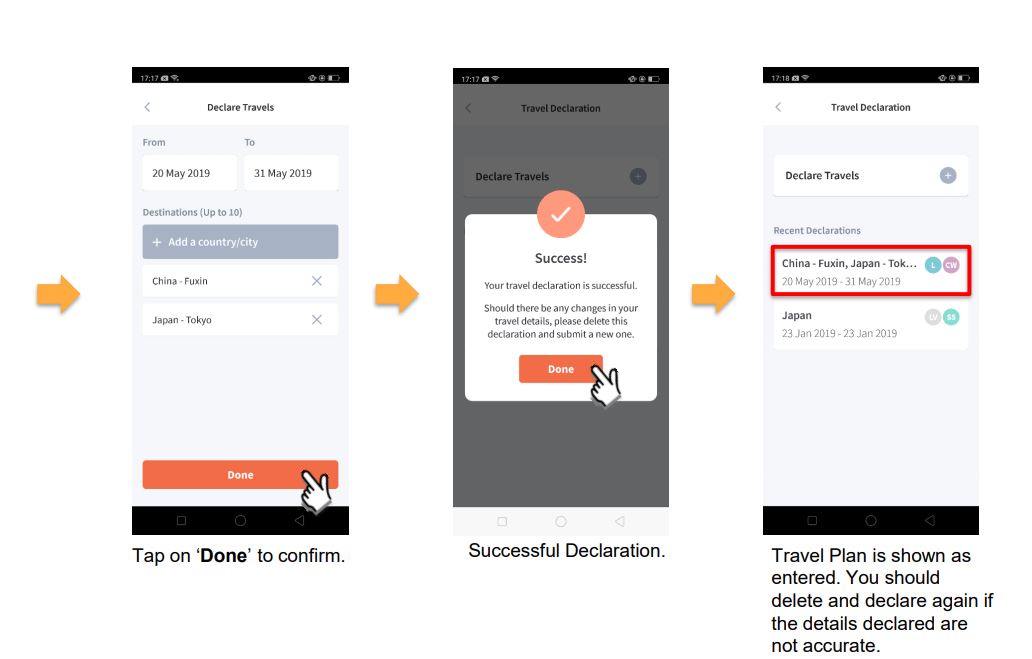 17:17
Declare Travels
From To
20 May 2019 31 May 2019
Destinations (Up to 10)
+ Add a country/city
China - Fuxin
Japan - Tokyo
Done
Tap on ‘Done’ to confirm.
17:17
Travel Declaration
Declare Travels
Success!
Your travel declaration is successful.
Should there be any changes in your
travel details, please delete this
declaration and submit a new one.
Done
Successful Declaration.
17:18
Travel Declaration
Declare Travels
Recent Declarations
China - Fuxin, Japan - Tok... L CW
20 May 2019 - 31 May 2019
Japan LV SS
23 Jan 2019 - 23 Jan 2019
Travel Plan is shown as
entered. You should
delete and declare again if
the details declared are
not accurate.